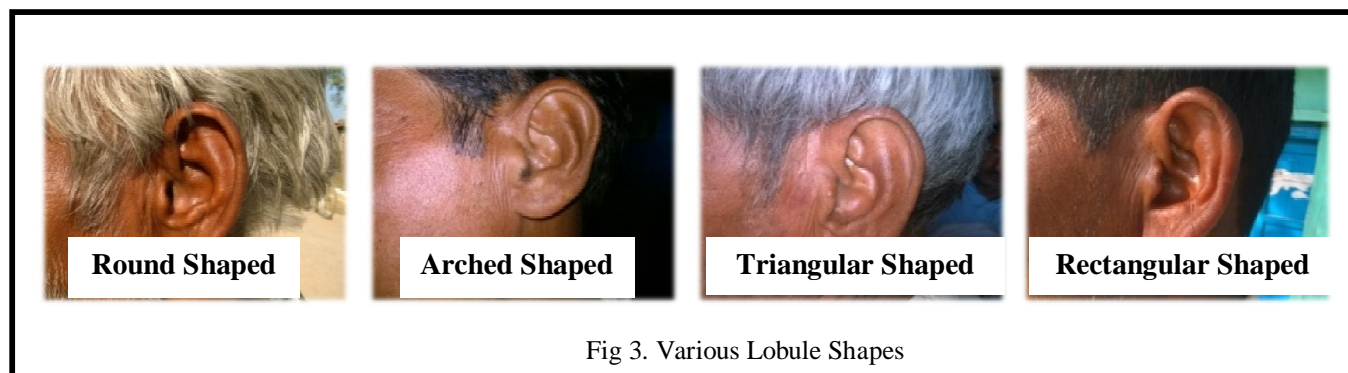 Round Shaped
Arched Shaped
Triangular Shaped
Rectangular Shaped
Fig 3. Various Lobule Shapes